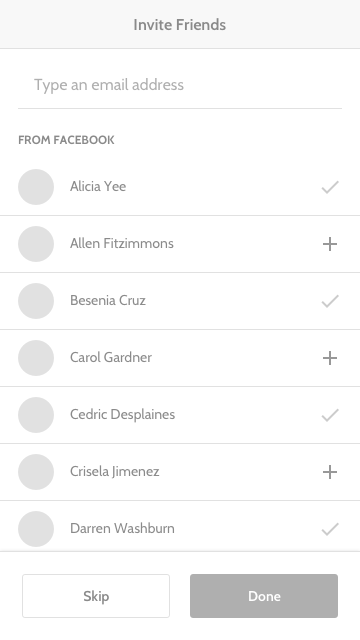 Invite Friends
Type an email address
FROM FACEBOOK
Alicia Yee
Allen Fitzimmons
Besenia Cruz
Carol Gardner
Cedric Desplaines
Crisela Jimenez
Darren Washburn
Skip
Done